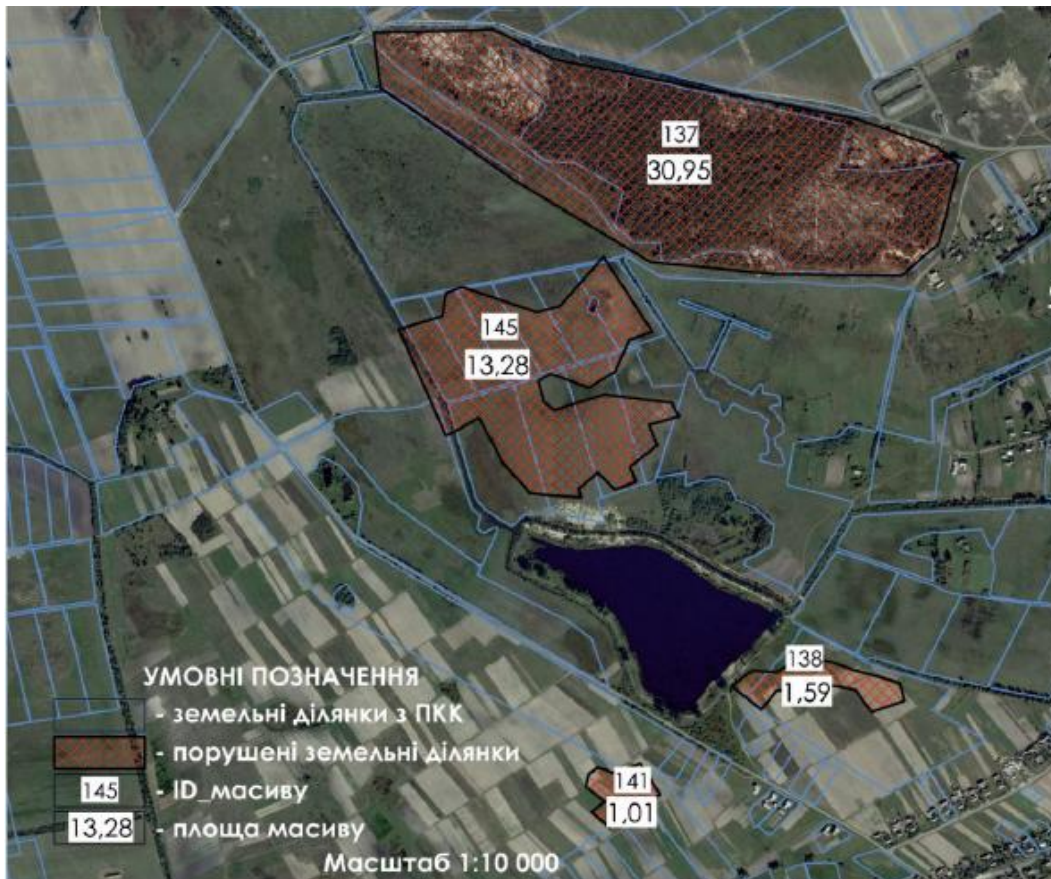 137
30,95
145
13,28
138
1,59
141
1,01
УМОВНІ ПОЗНАЧЕННЯ
- земельні ділянки з ПКК
- порушені земельні ділянки
145 - ID_масиву
13,28 - площа масиву
Масштаб 1:10 000